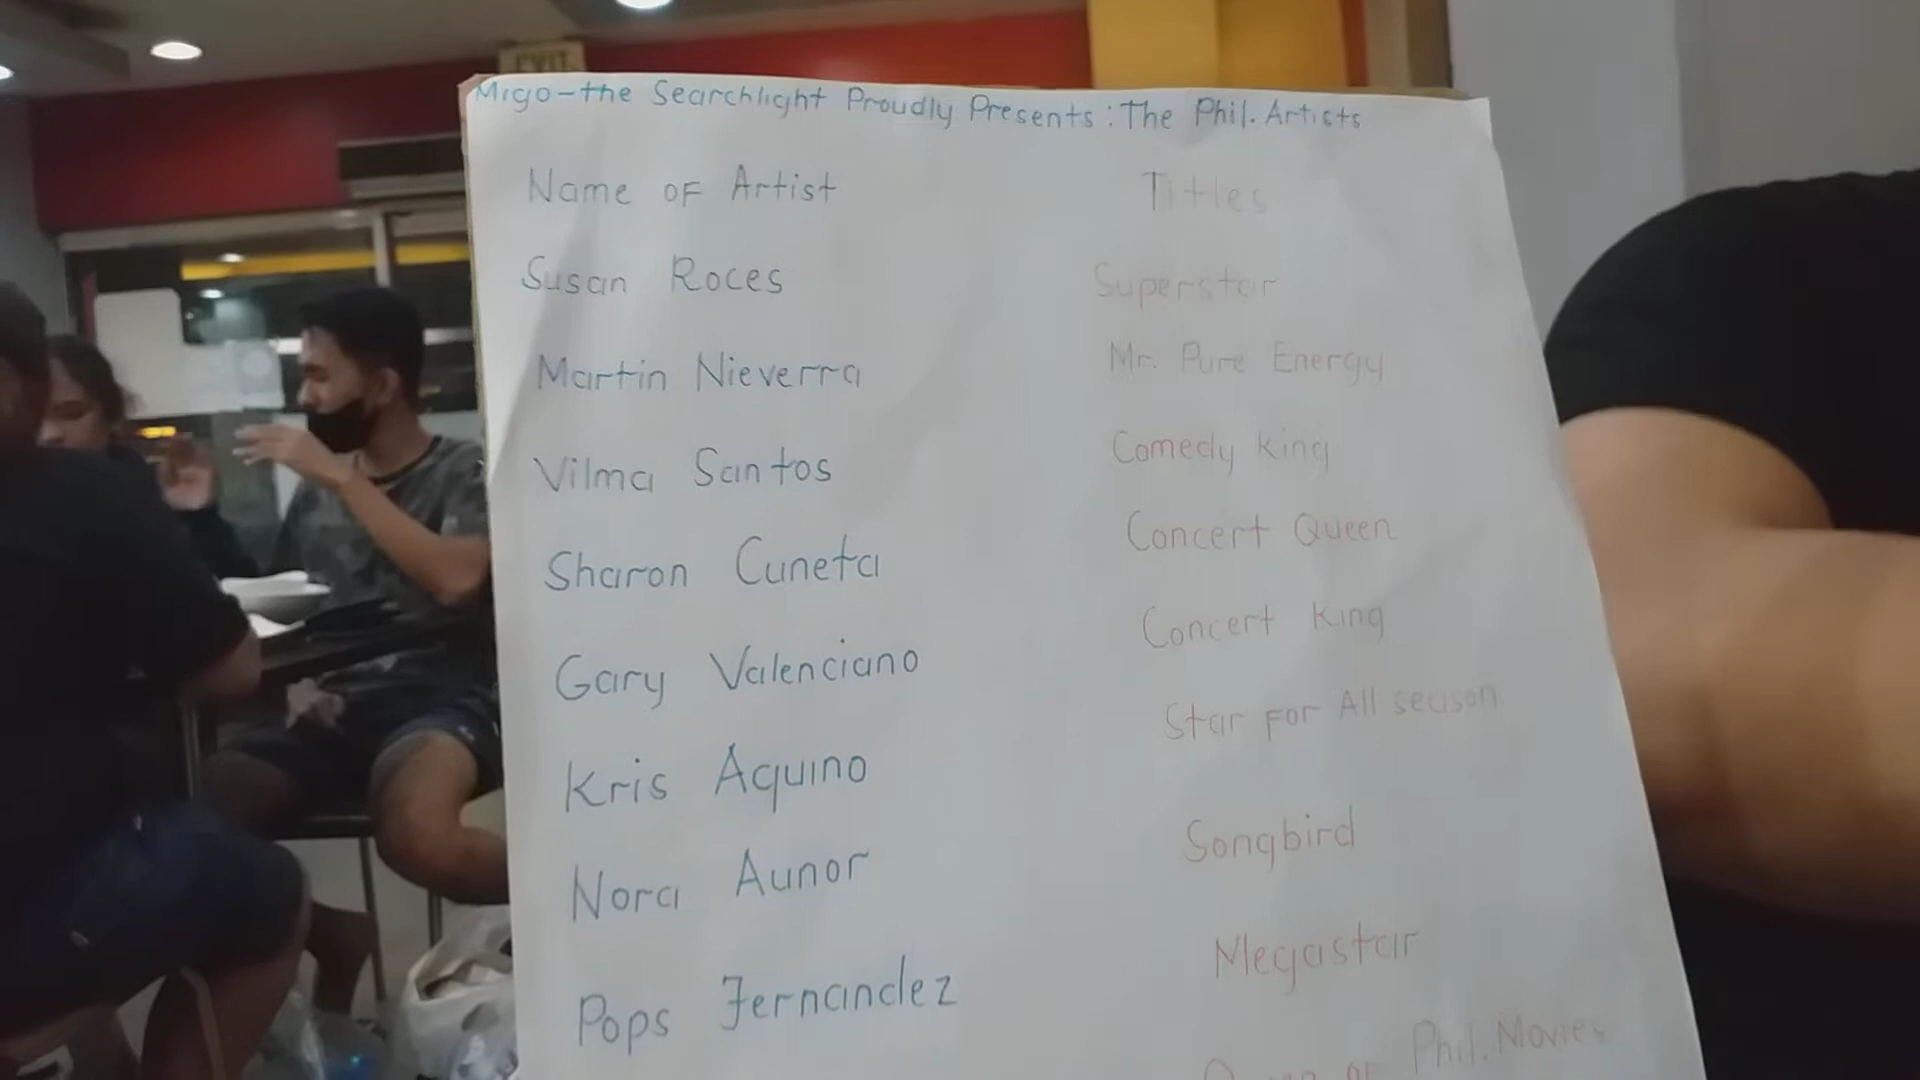 EXIT
Migo-the Searchlight Proudly Presents: The Phil. Artists
Name of Artist Titles
Susan Roces Superstar
Martin Nieverra Mr. Pure Energy
Vilma Santos Comedy King
Sharon Cuneta Concert Queen
Gary Valenciano Concert King
Kris Aquino Star for All season
Nora Aunor Songbird
Pops Fernandez Megastar
Phil. Movies